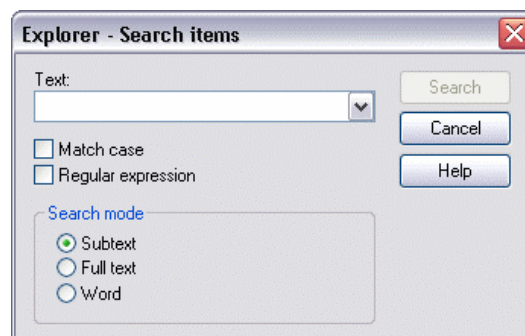 Explorer - Search items
Text:
Search
Cancel
Match case
Regular expression
Help
Search mode
Subtext
Full text
Word